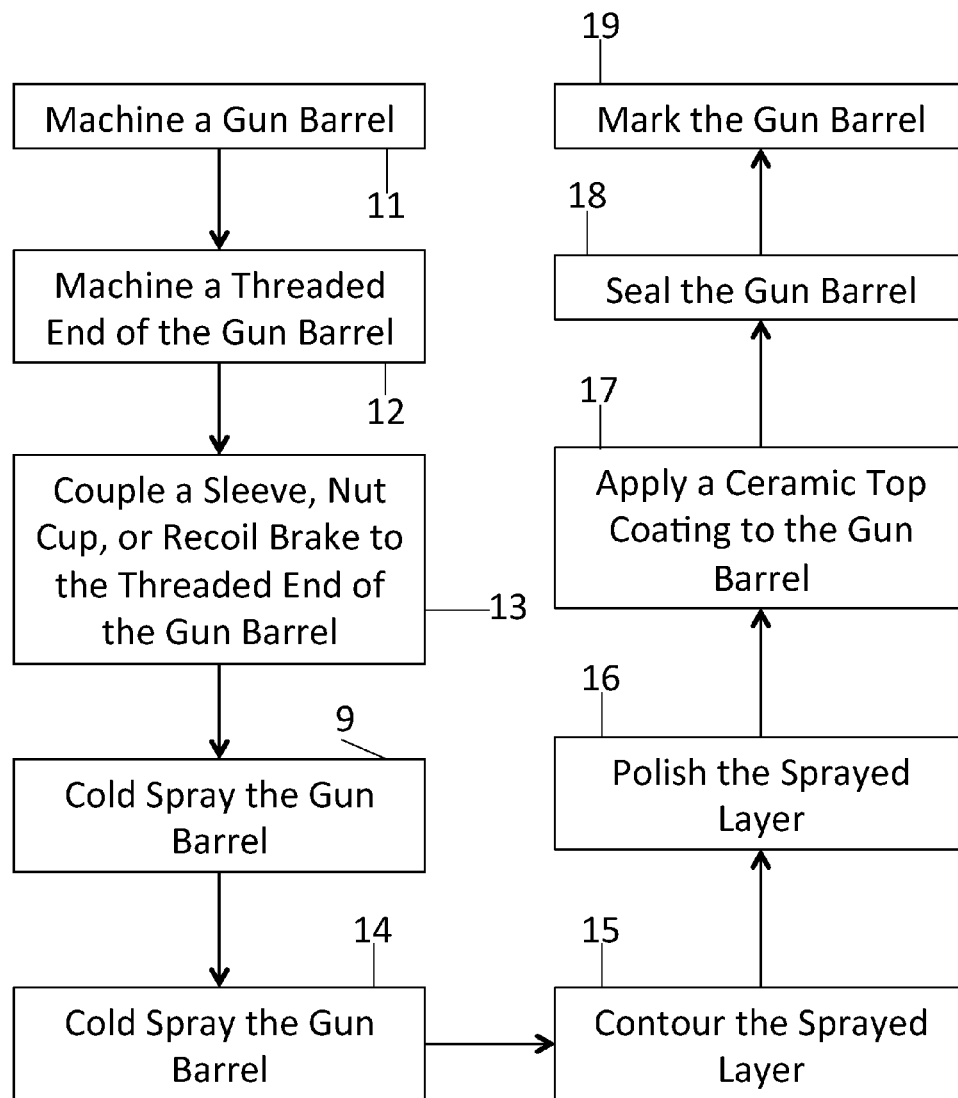 Machine a Gun Barrel
11
Machine a Threaded
End of the Gun Barrel
12
Couple a Sleeve, Nut
Cup, or Recoil Brake to
the Threaded End of
the Gun Barrel
13
9
Cold Spray the Gun
Barrel
14
Cold Spray the Gun
Barrel
15
Contour the Sprayed
Layer
16
Polish the Sprayed
Layer
17
Apply a Ceramic Top
Coating to the Gun
Barrel
18
Seal the Gun Barrel
19
Mark the Gun Barrel